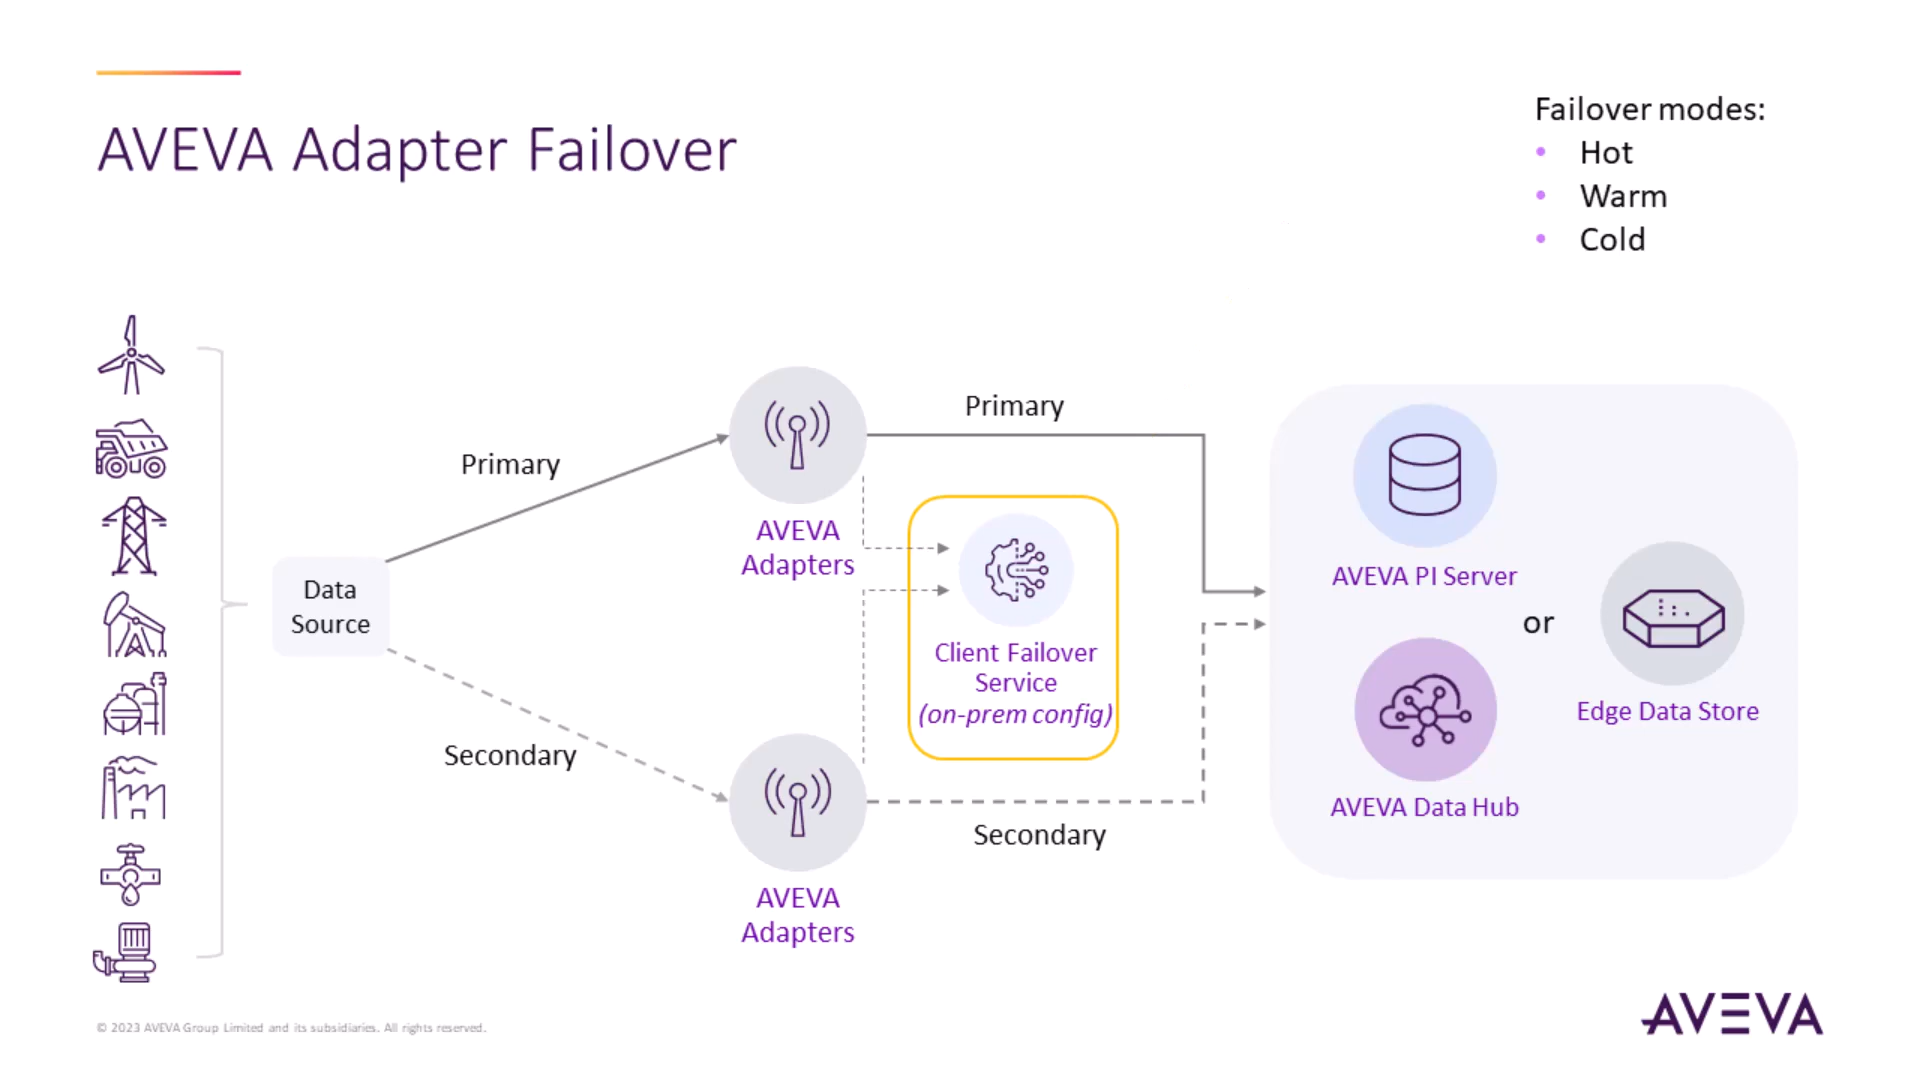 AVEVA Adapter Failover
Failover modes:
• Hot
• Warm
• Cold
Data
Source
Primary
Secondary
AVEVA
Adapters
AVEVA
Adapters
Primary
Client Failover
Service
(on-prem config)
Secondary
AVEVA PI Server
or
Edge Data Store
AVEVA Data Hub
© 2023 AVEVA Group Limited and its subsidiaries. All rights reserved.
AVEVA